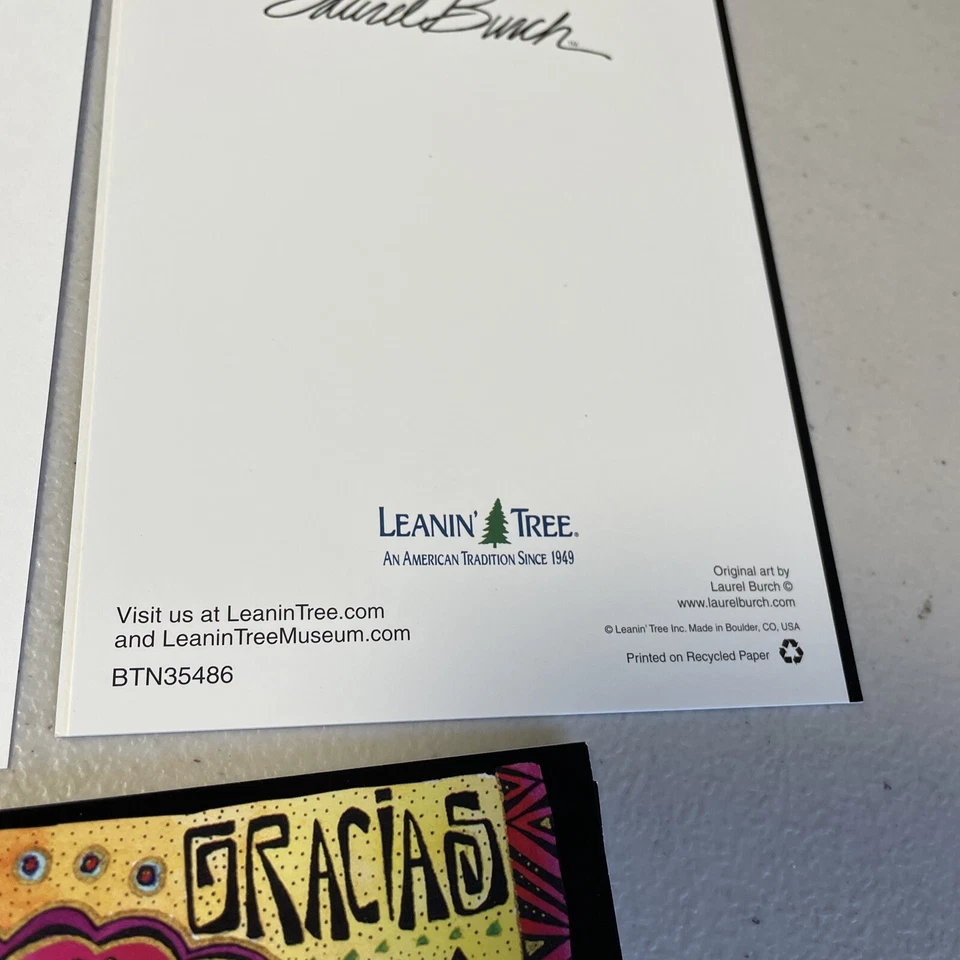 Laurel Burch™
LEANIN' TREE®
AN AMERICAN TRADITION SINCE 1949
Original art by
Laurel Burch ©
www.laurelburch.com
Visit us at LeaninTree.com
and LeaninTreeMuseum.com
© Leanin' Tree Inc. Made in Boulder, CO, USA
Printed on Recycled Paper
BTN35486
GRACIAS